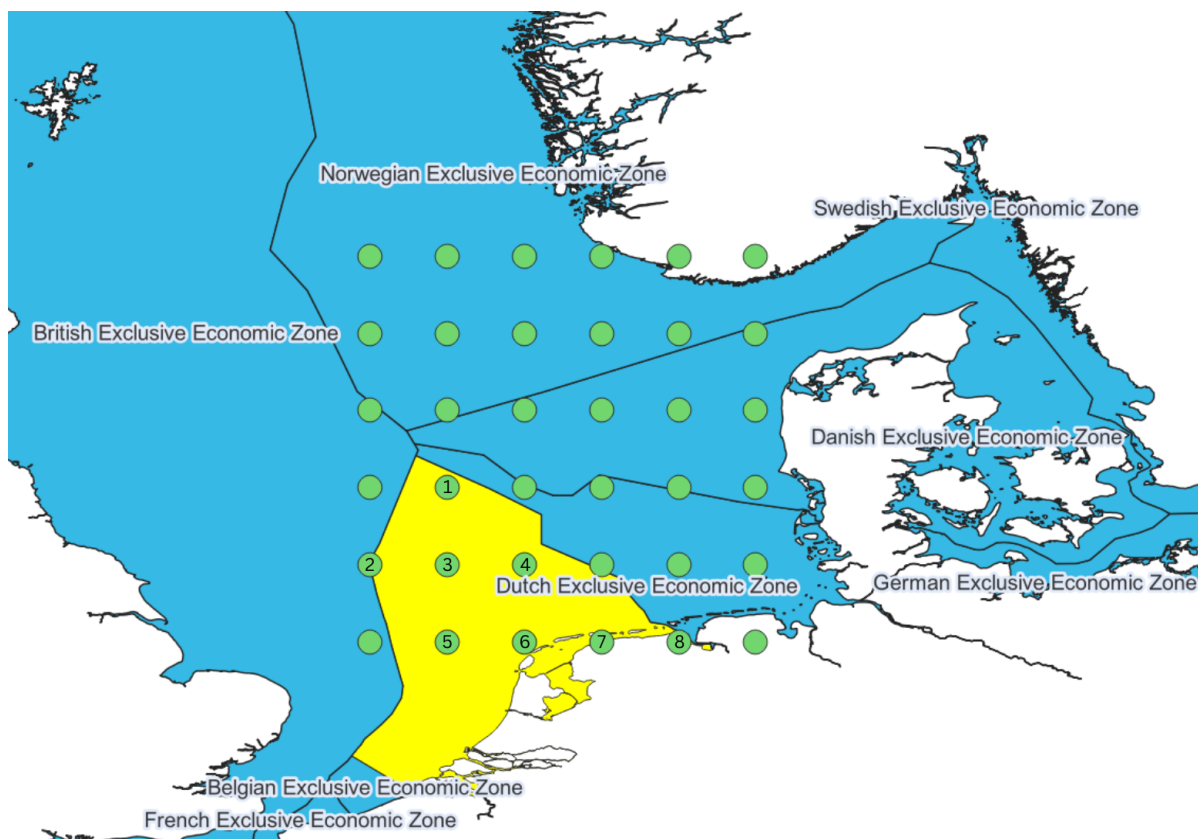 Norwegian Exclusive Economic Zone
Swedish Exclusive Economic Zone
British Exclusive Economic Zone
Danish Exclusive Economic Zone
1
2
3
4
Dutch Exclusive Economic Zone
German Exclusive Economic Zone
5
6
7
8
Belgian Exclusive Economic Zone
French Exclusive Economic Zone